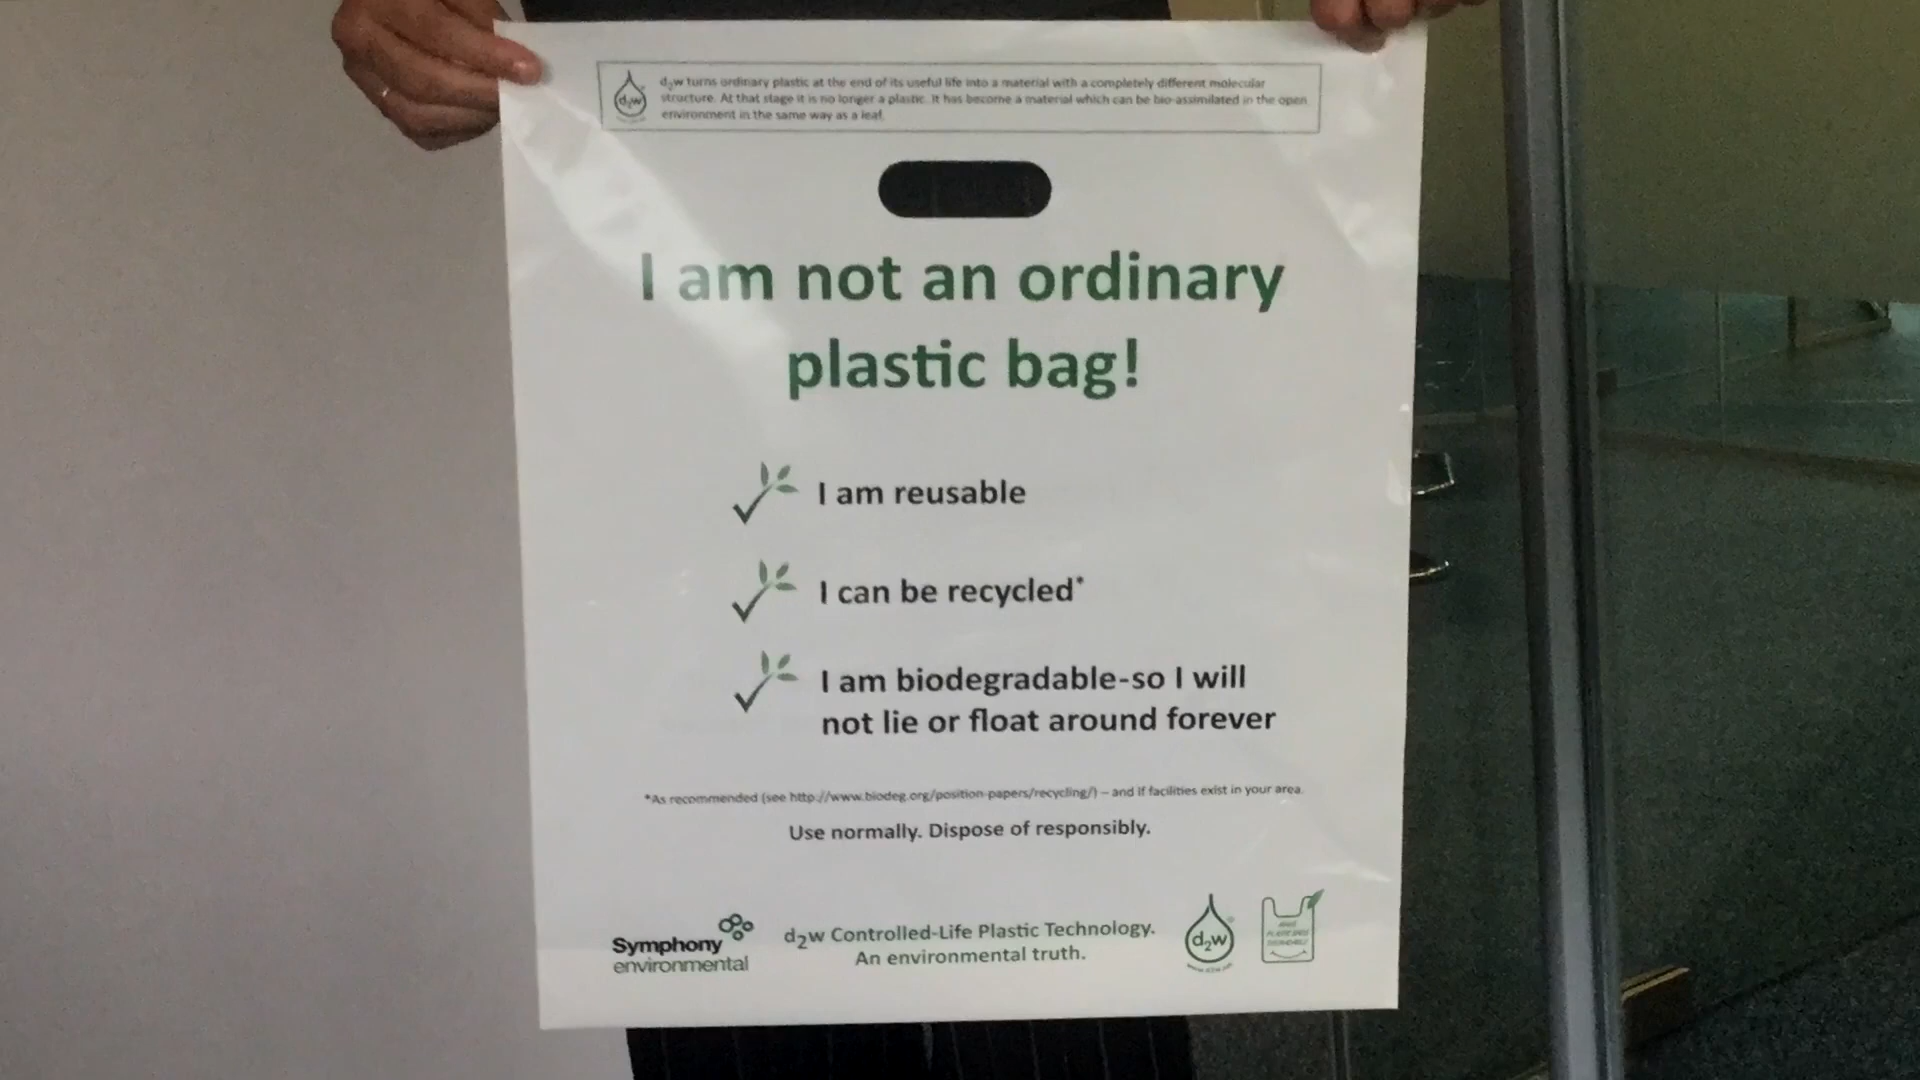 d₂w turns ordinary plastic at the end of its useful life into a material with a completely different molecular
structure. At that stage it is no longer a plastic. It has become a material which can be bio-assimilated in the open
environment in the same way as a leaf.
d₂w
I am not an ordinary
plastic bag!
I am reusable
I can be recycled*
I am biodegradable-so I will
not lie or float around forever
*As recommended (see http://www.biodeg.org/position-papers/recycling/) – and if facilities exist in your area.
Use normally. Dispose of responsibly.
Symphony
environmental
d₂w Controlled-Life Plastic Technology.
An environmental truth.
d₂w